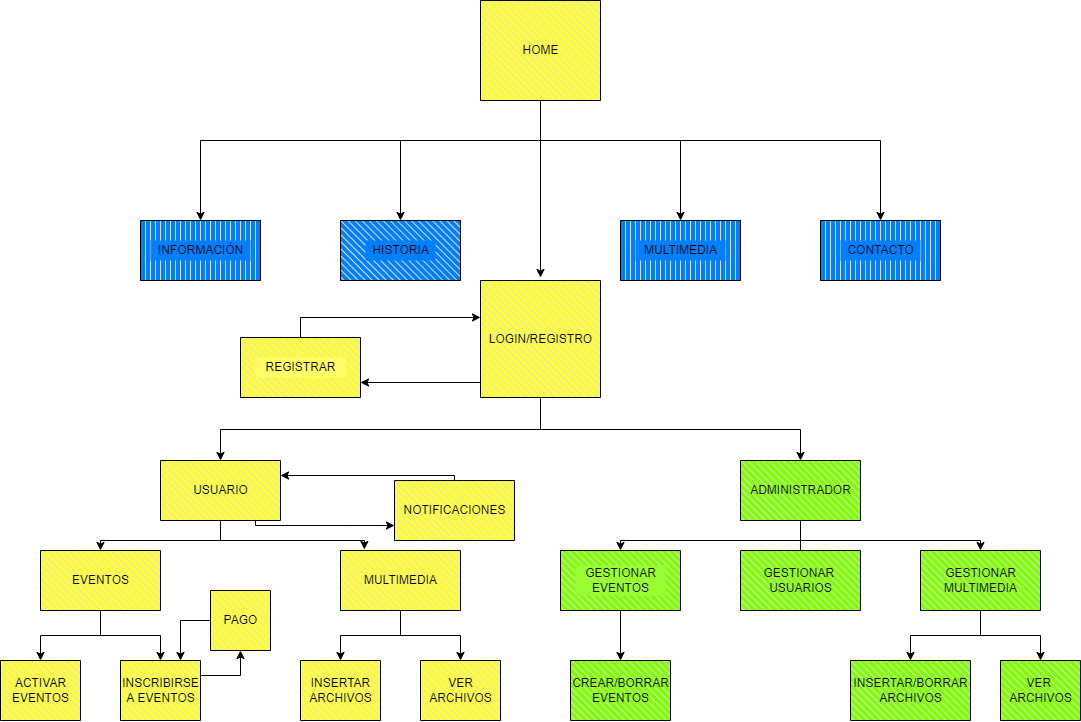 HOME
INFORMACIÓN
HISTORIA
MULTIMEDIA
CONTACTO
LOGIN/REGISTRO
REGISTRAR
USUARIO
NOTIFICACIONES
ADMINISTRADOR
EVENTOS
MULTIMEDIA
GESTIONAR
EVENTOS
GESTIONAR
USUARIOS
GESTIONAR
MULTIMEDIA
PAGO
ACTIVAR
EVENTOS
INSCRIBIRSE
A EVENTOS
INSERTAR
ARCHIVOS
VER
ARCHIVOS
CREAR/BORRAR
EVENTOS
INSERTAR/BORRAR
ARCHIVOS
VER
ARCHIVOS